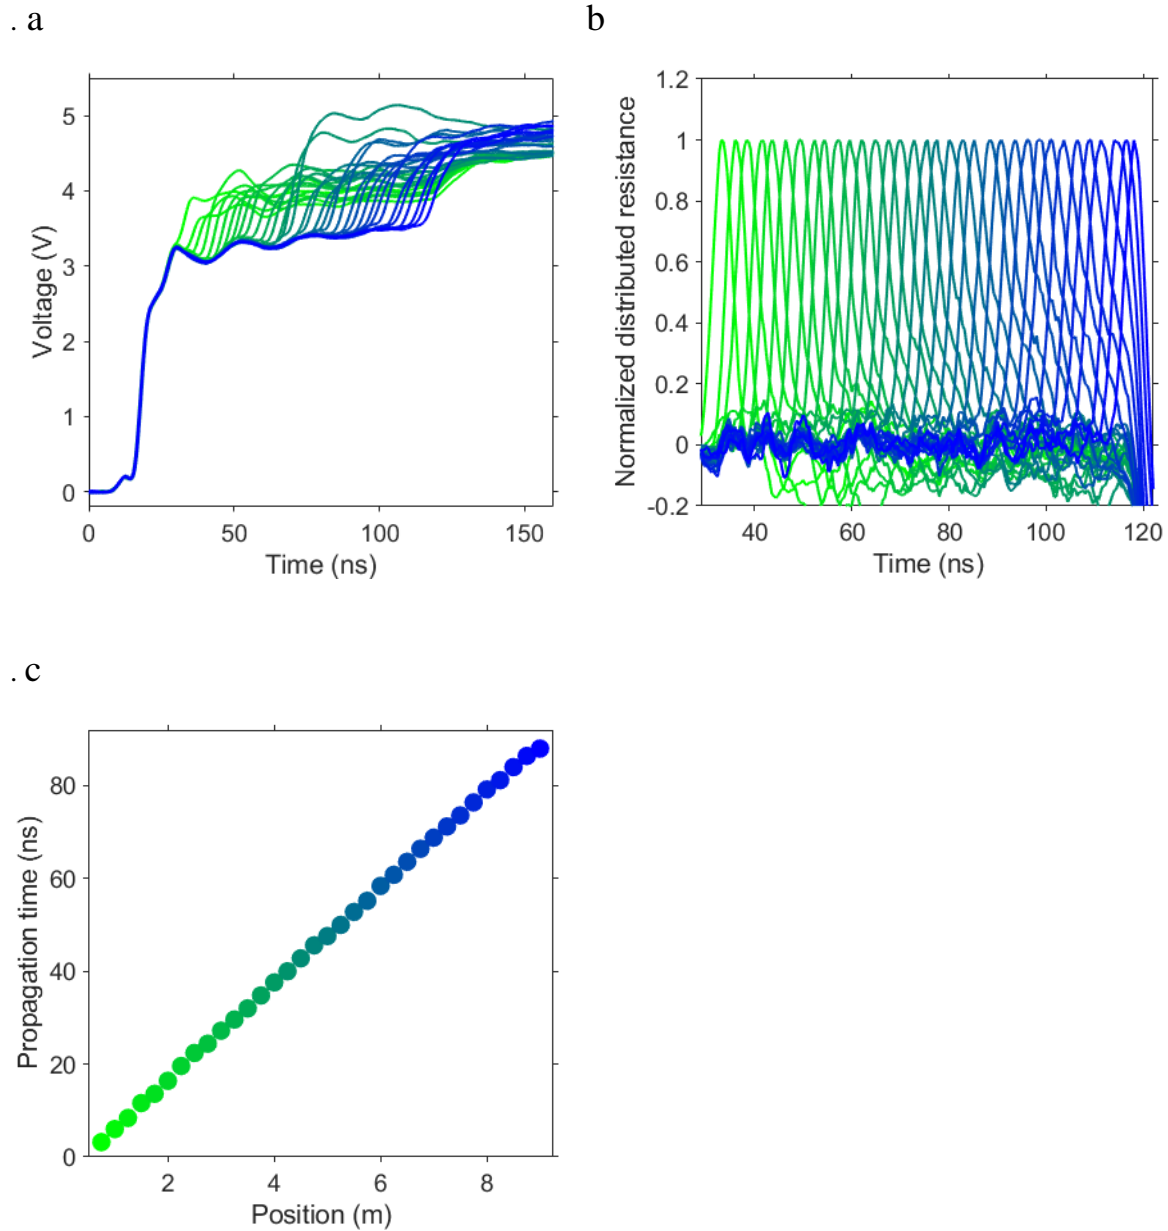 . a
b
5
4
3
2
1
0
Voltage (V)
0 50 100 150
Time (ns)
1.2
1
0.8
0.6
0.4
0.2
0
-0.2
Normalized distributed resistance
40 60 80 100 120
Time (ns)
. c
80
60
40
20
0
Propagation time (ns)
2 4 6 8
Position (m)